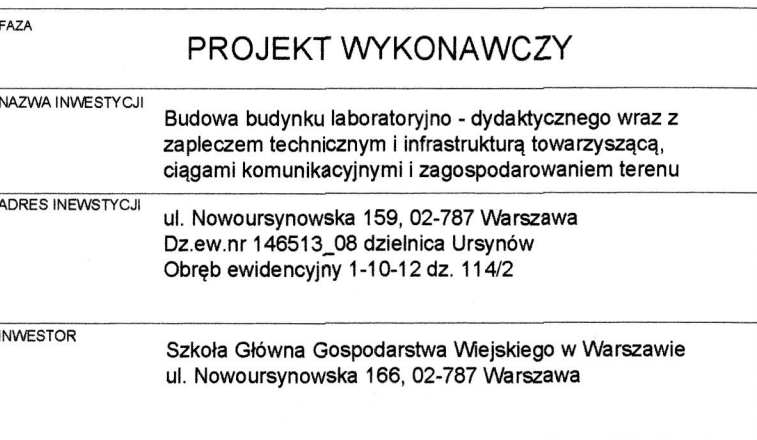 FAZA
PROJEKT WYKONAWCZY
NAZWA INWESTYCJI
Budowa budynku laboratoryjno - dydaktycznego wraz z
zapleczem technicznym i infrastrukturą towarzyszącą,
ciągami komunikacyjnymi i zagospodarowaniem terenu
ADRES INEWSTYCJI
ul. Nowoursynowska 159, 02-787 Warszawa
Dz.ew.nr 146513_08 dzielnica Ursynów
Obręb ewidencyjny 1-10-12 dz. 114/2
INWESTOR
Szkoła Główna Gospodarstwa Wiejskiego w Warszawie
ul. Nowoursynowska 166, 02-787 Warszawa